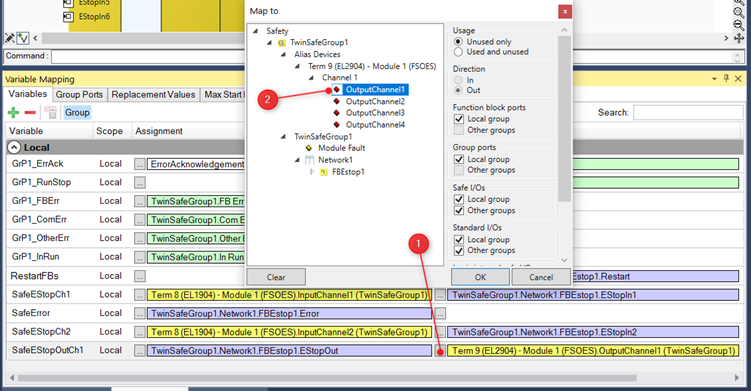 EStopIn5
EStopIn6
Command :
Variable Mapping
Variables
Group Ports
Replacement Values
Max Start
Group
Search:
Variable
Scope
Assignment
Local
GrP1_ErrAck
Local
...
ErrorAcknowledgement
GrP1_RunStop
Local
...
GrP1_FBErr
Local
TwinSafeGroup1.FB Err
GrP1_ComErr
Local
TwinSafeGroup1.Com E
GrP1_OtherErr
Local
TwinSafeGroup1.Other E
GrP1_InRun
Local
TwinSafeGroup1.In Run
RestartFBs
Local
Estop1.Restart
SafeEStopCh1
Local
Term 8 (EL1904) - Module 1 (FSOES).InputChannel1 (TwinSafeGroup1)
...
TwinSafeGroup1.Network1.FBEstop1.EStopIn1
SafeError
Local
TwinSafeGroup1.Network1.FBEstop1.Error
...
SafeEStopCh2
Local
Term 8 (EL1904) - Module 1 (FSOES).InputChannel2 (TwinSafeGroup1)
...
TwinSafeGroup1.Network1.FBEstop1.EStopIn2
SafeEStopOutCh1
Local
TwinSafeGroup1.Network1.FBEstop1.EStopOut
...
Term 9 (EL2904) - Module 1 (FSOES).OutputChannel1 (TwinSafeGroup1)
Map to
x
Safety
TwinSafeGroup1
Alias Devices
Term 9 (EL2904) - Module 1 (FSOES)
Channel 1
OutputChannel1
OutputChannel2
OutputChannel3
OutputChannel4
TwinSafeGroup1
Module Fault
Network1
FBEstop1
Usage
Unused only
Used and unused
Direction
In
Out
Function block ports
Local group
Other groups
Group ports
Local group
Other groups
Safe I/Os
Local group
Other groups
Standard I/Os
Local group
Other groups
Clear
OK
Cancel
1
2